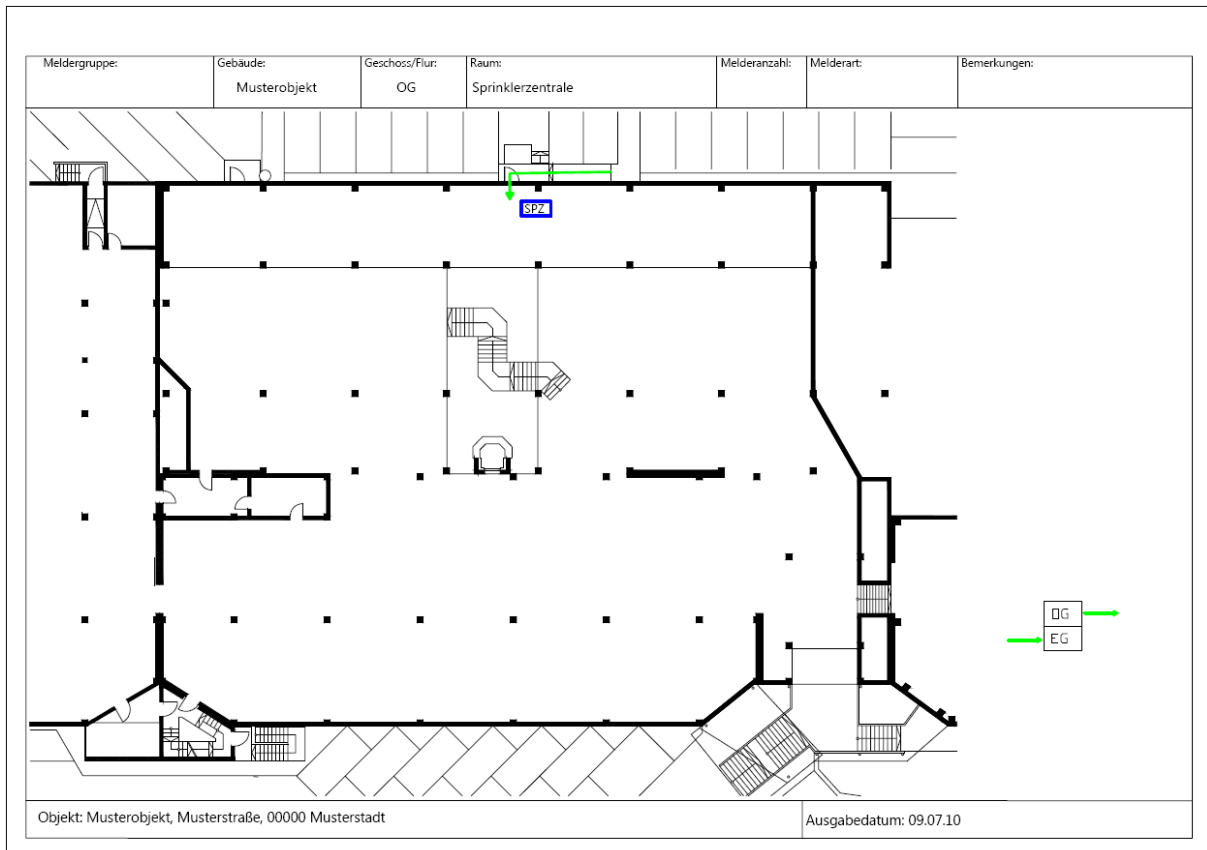 Meldergruppe:
Gebäude:
Musterobjekt
Geschoss/Flur:
OG
Raum:
Sprinklerzentrale
Melderanzahl:
Melderart:
Bemerkungen:
SPZ
OG
EG
Objekt: Musterobjekt, Musterstraße, 00000 Musterstadt
Ausgabedatum: 09.07.10